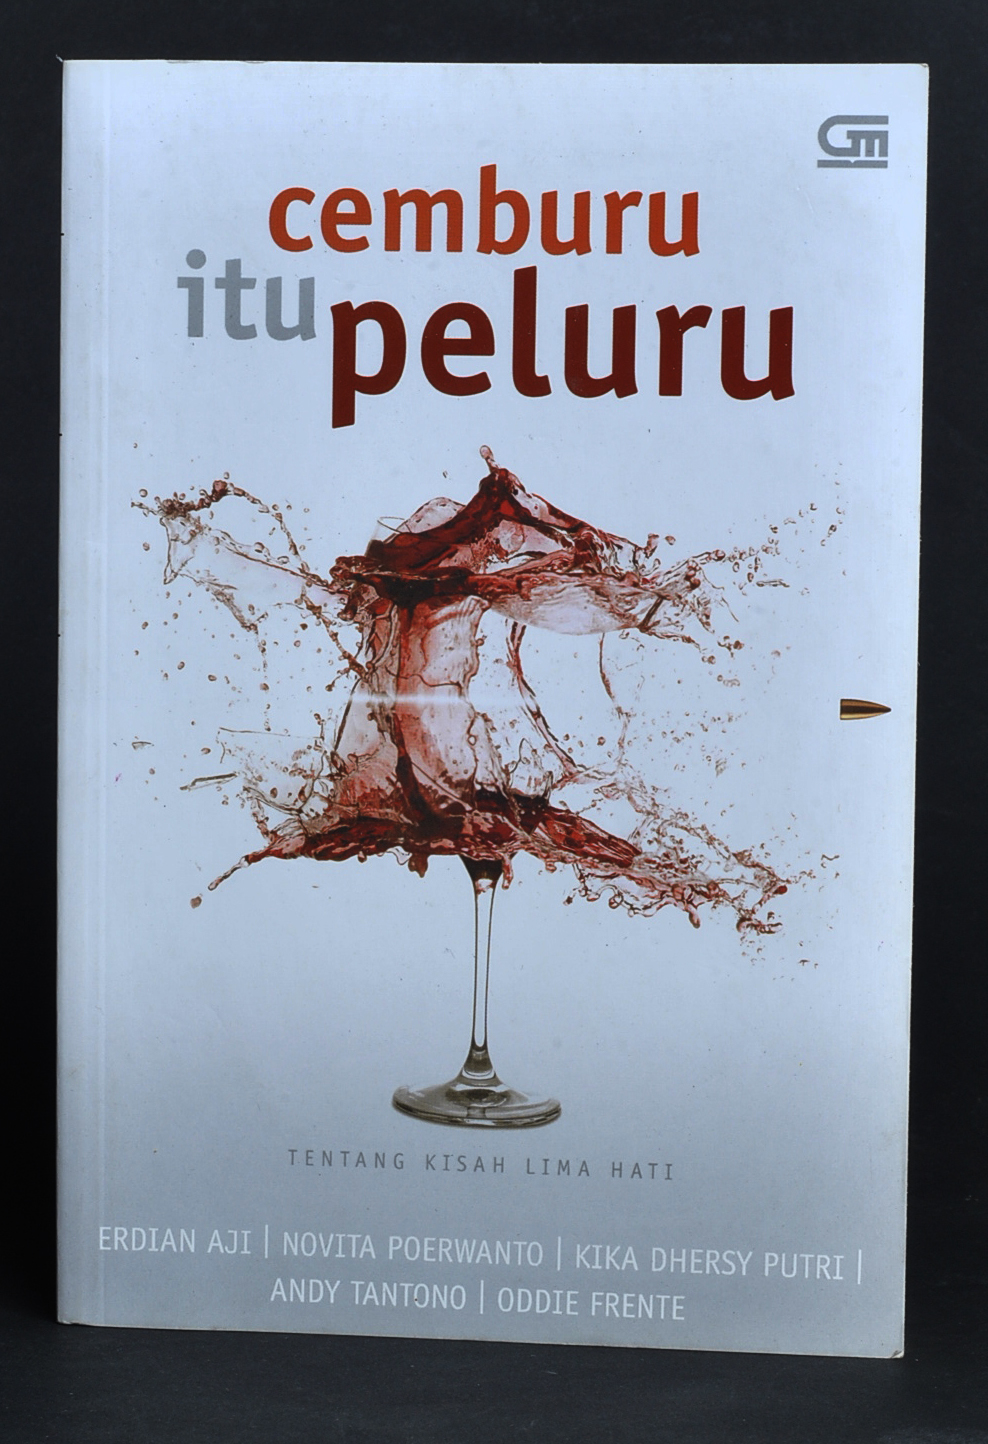 GM
cemburu
itu peluru
TENTANG KISAH LIMA HATI
ERDIAN AJI | NOVITA POERWANTO | KIKA DHERSY PUTRI |
ANDY TANTONO | ODDIE FRENTE